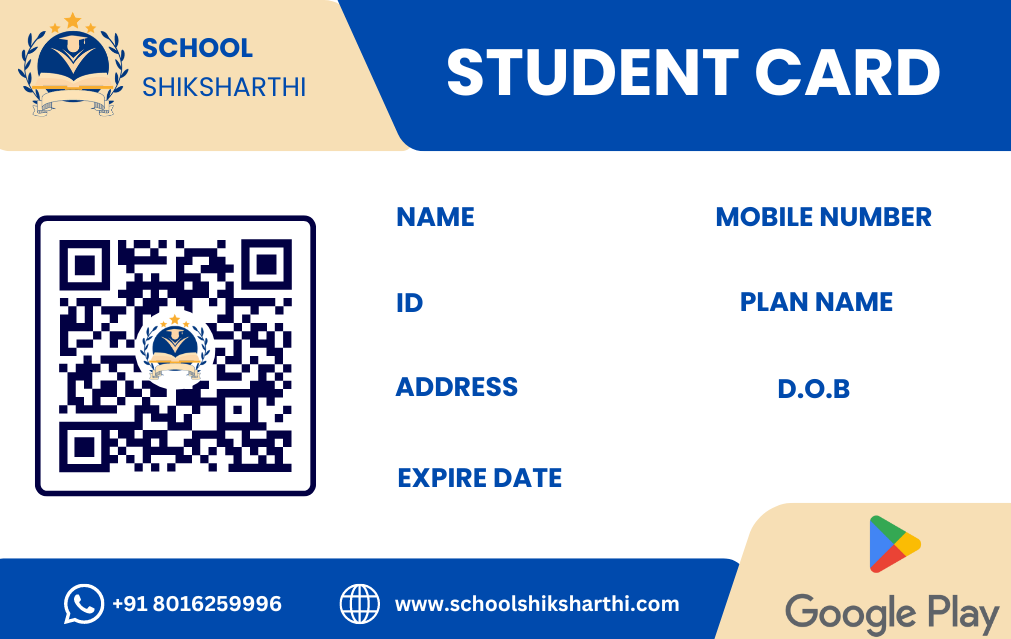 SCHOOL
SHIKSHARTHI
STUDENT CARD
NAME
MOBILE NUMBER
ID
PLAN NAME
ADDRESS
D.O.B
EXPIRE DATE
+91 8016259996
www.schoolshiksharthi.com
Google Play